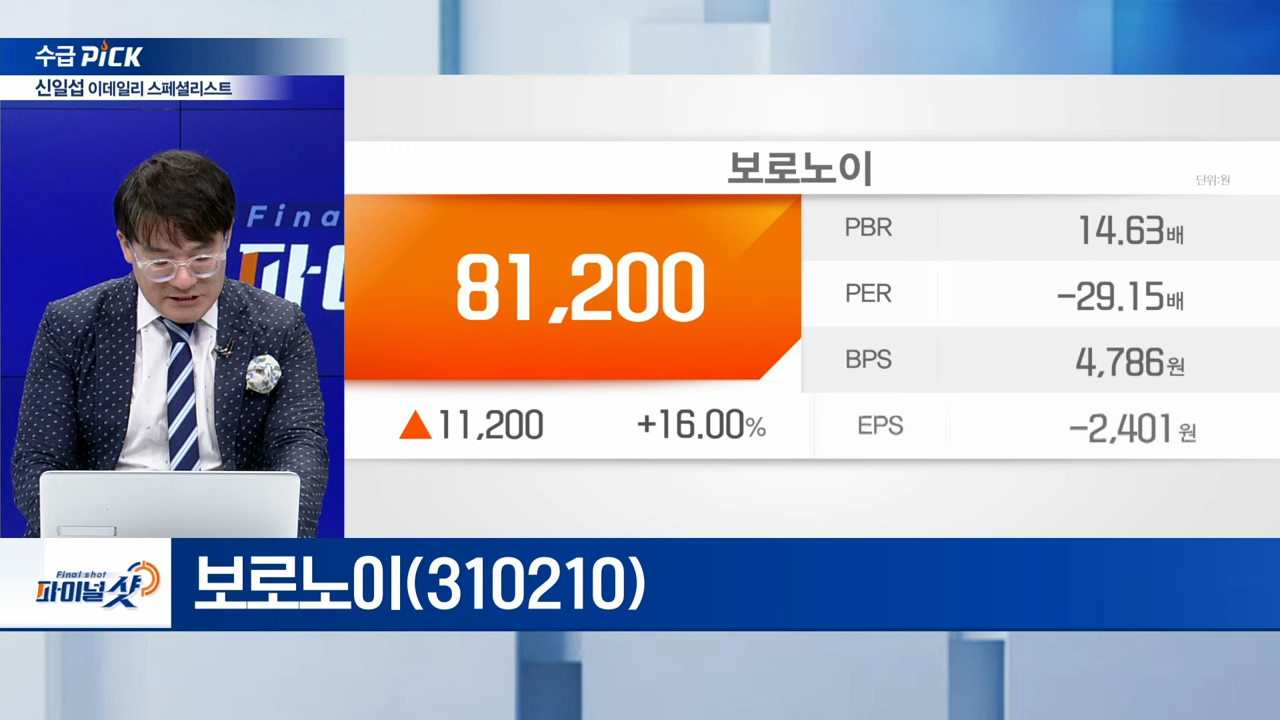 수급 PiCK
신일섭 이데일리 스페셜리스트
Fina
파이
보로노이
단위:원
81,200
▲11,200 +16.00%
PBR 14.63배
PER -29.15배
BPS 4,786원
EPS -2,401원
Final shot
파이널샷
보로노이(310210)